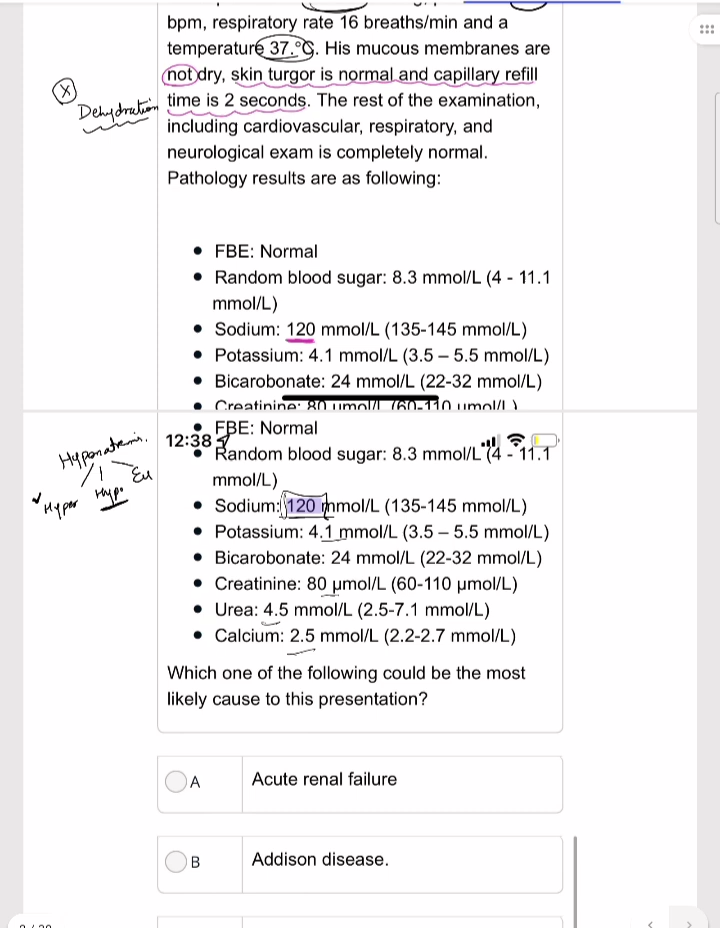 bpm, respiratory rate 16 breaths/min and a
temperature 37.°C. His mucous membranes are
not dry, skin turgor is normal and capillary refill
time is 2 seconds. The rest of the examination,
including cardiovascular, respiratory, and
neurological exam is completely normal.
Pathology results are as following:
X
Dehydration
• FBE: Normal
• Random blood sugar: 8.3 mmol/L (4 - 11.1
mmol/L)
• Sodium: 120 mmol/L (135-145 mmol/L)
• Potassium: 4.1 mmol/L (3.5 – 5.5 mmol/L)
• Bicarobonate: 24 mmol/L (22-32 mmol/L)
• Creatinine: 80 µmol/L (60-110 µmol/L)
• FBE: Normal
12:38
• Random blood sugar: 8.3 mmol/L (4 - 11.1
mmol/L)
• Sodium: 120 mmol/L (135-145 mmol/L)
• Potassium: 4.1 mmol/L (3.5 – 5.5 mmol/L)
• Bicarobonate: 24 mmol/L (22-32 mmol/L)
• Creatinine: 80 µmol/L (60-110 µmol/L)
• Urea: 4.5 mmol/L (2.5-7.1 mmol/L)
• Calcium: 2.5 mmol/L (2.2-2.7 mmol/L)
Hyponatremi.
Hyper Hypo Eu
Which one of the following could be the most
likely cause to this presentation?
A Acute renal failure
B Addison disease.